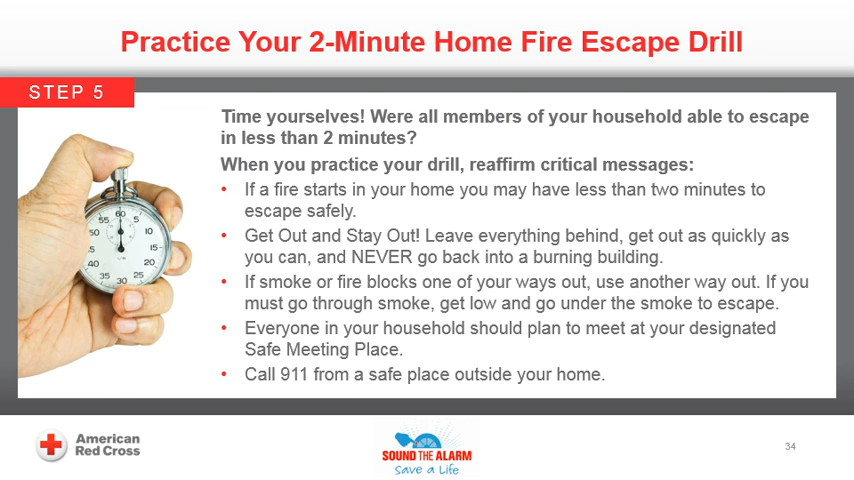 Practice Your 2-Minute Home Fire Escape Drill
STEP 5
Time yourselves! Were all members of your household able to escape
in less than 2 minutes?
When you practice your drill, reaffirm critical messages:
• If a fire starts in your home you may have less than two minutes to
escape safely.
• Get Out and Stay Out! Leave everything behind, get out as quickly as
you can, and NEVER go back into a burning building.
• If smoke or fire blocks one of your ways out, use another way out. If you
must go through smoke, get low and go under the smoke to escape.
• Everyone in your household should plan to meet at your designated
Safe Meeting Place.
• Call 911 from a safe place outside your home.
60
55 5
50 10
15
40 20
35 30 25
American
Red Cross
SOUND THE ALARM
Save a Life
34